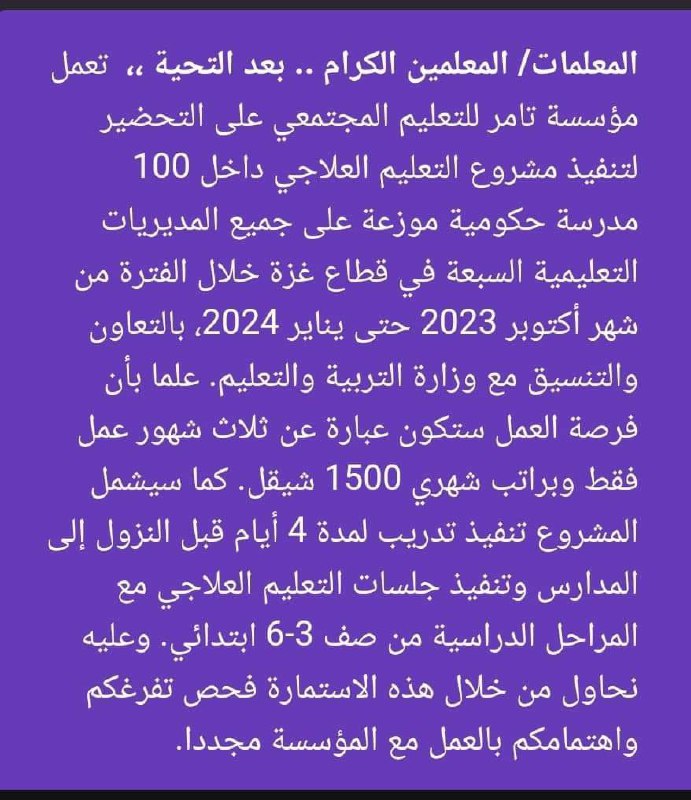 المعلمات/ المعلمين الكرام .. بعد التحية ،، تعمل
مؤسسة تامر للتعليم المجتمعي على التحضير
لتنفيذ مشروع التعليم العلاجي داخل 100
مدرسة حكومية موزعة على جميع المديريات
التعليمية السبعة في قطاع غزة خلال الفترة من
شهر أكتوبر 2023 حتى يناير 2024، بالتعاون
والتنسيق مع وزارة التربية والتعليم. علما بأن
فرصة العمل ستكون عبارة عن ثلاث شهور عمل
فقط وبراتب شهري 1500 شيقل. كما سيشمل
المشروع تنفيذ تدريب لمدة 4 أيام قبل النزول إلى
المدارس وتنفيذ جلسات التعليم العلاجي مع
المراحل الدراسية من صف 3-6 ابتدائي. وعليه
نحاول من خلال هذه الاستمارة فحص تفرغكم
واهتمامكم بالعمل مع المؤسسة مجددا.